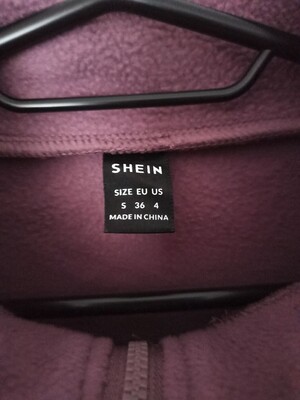 SHEIN
SIZE EU US
S 36 4
MADE IN CHINA